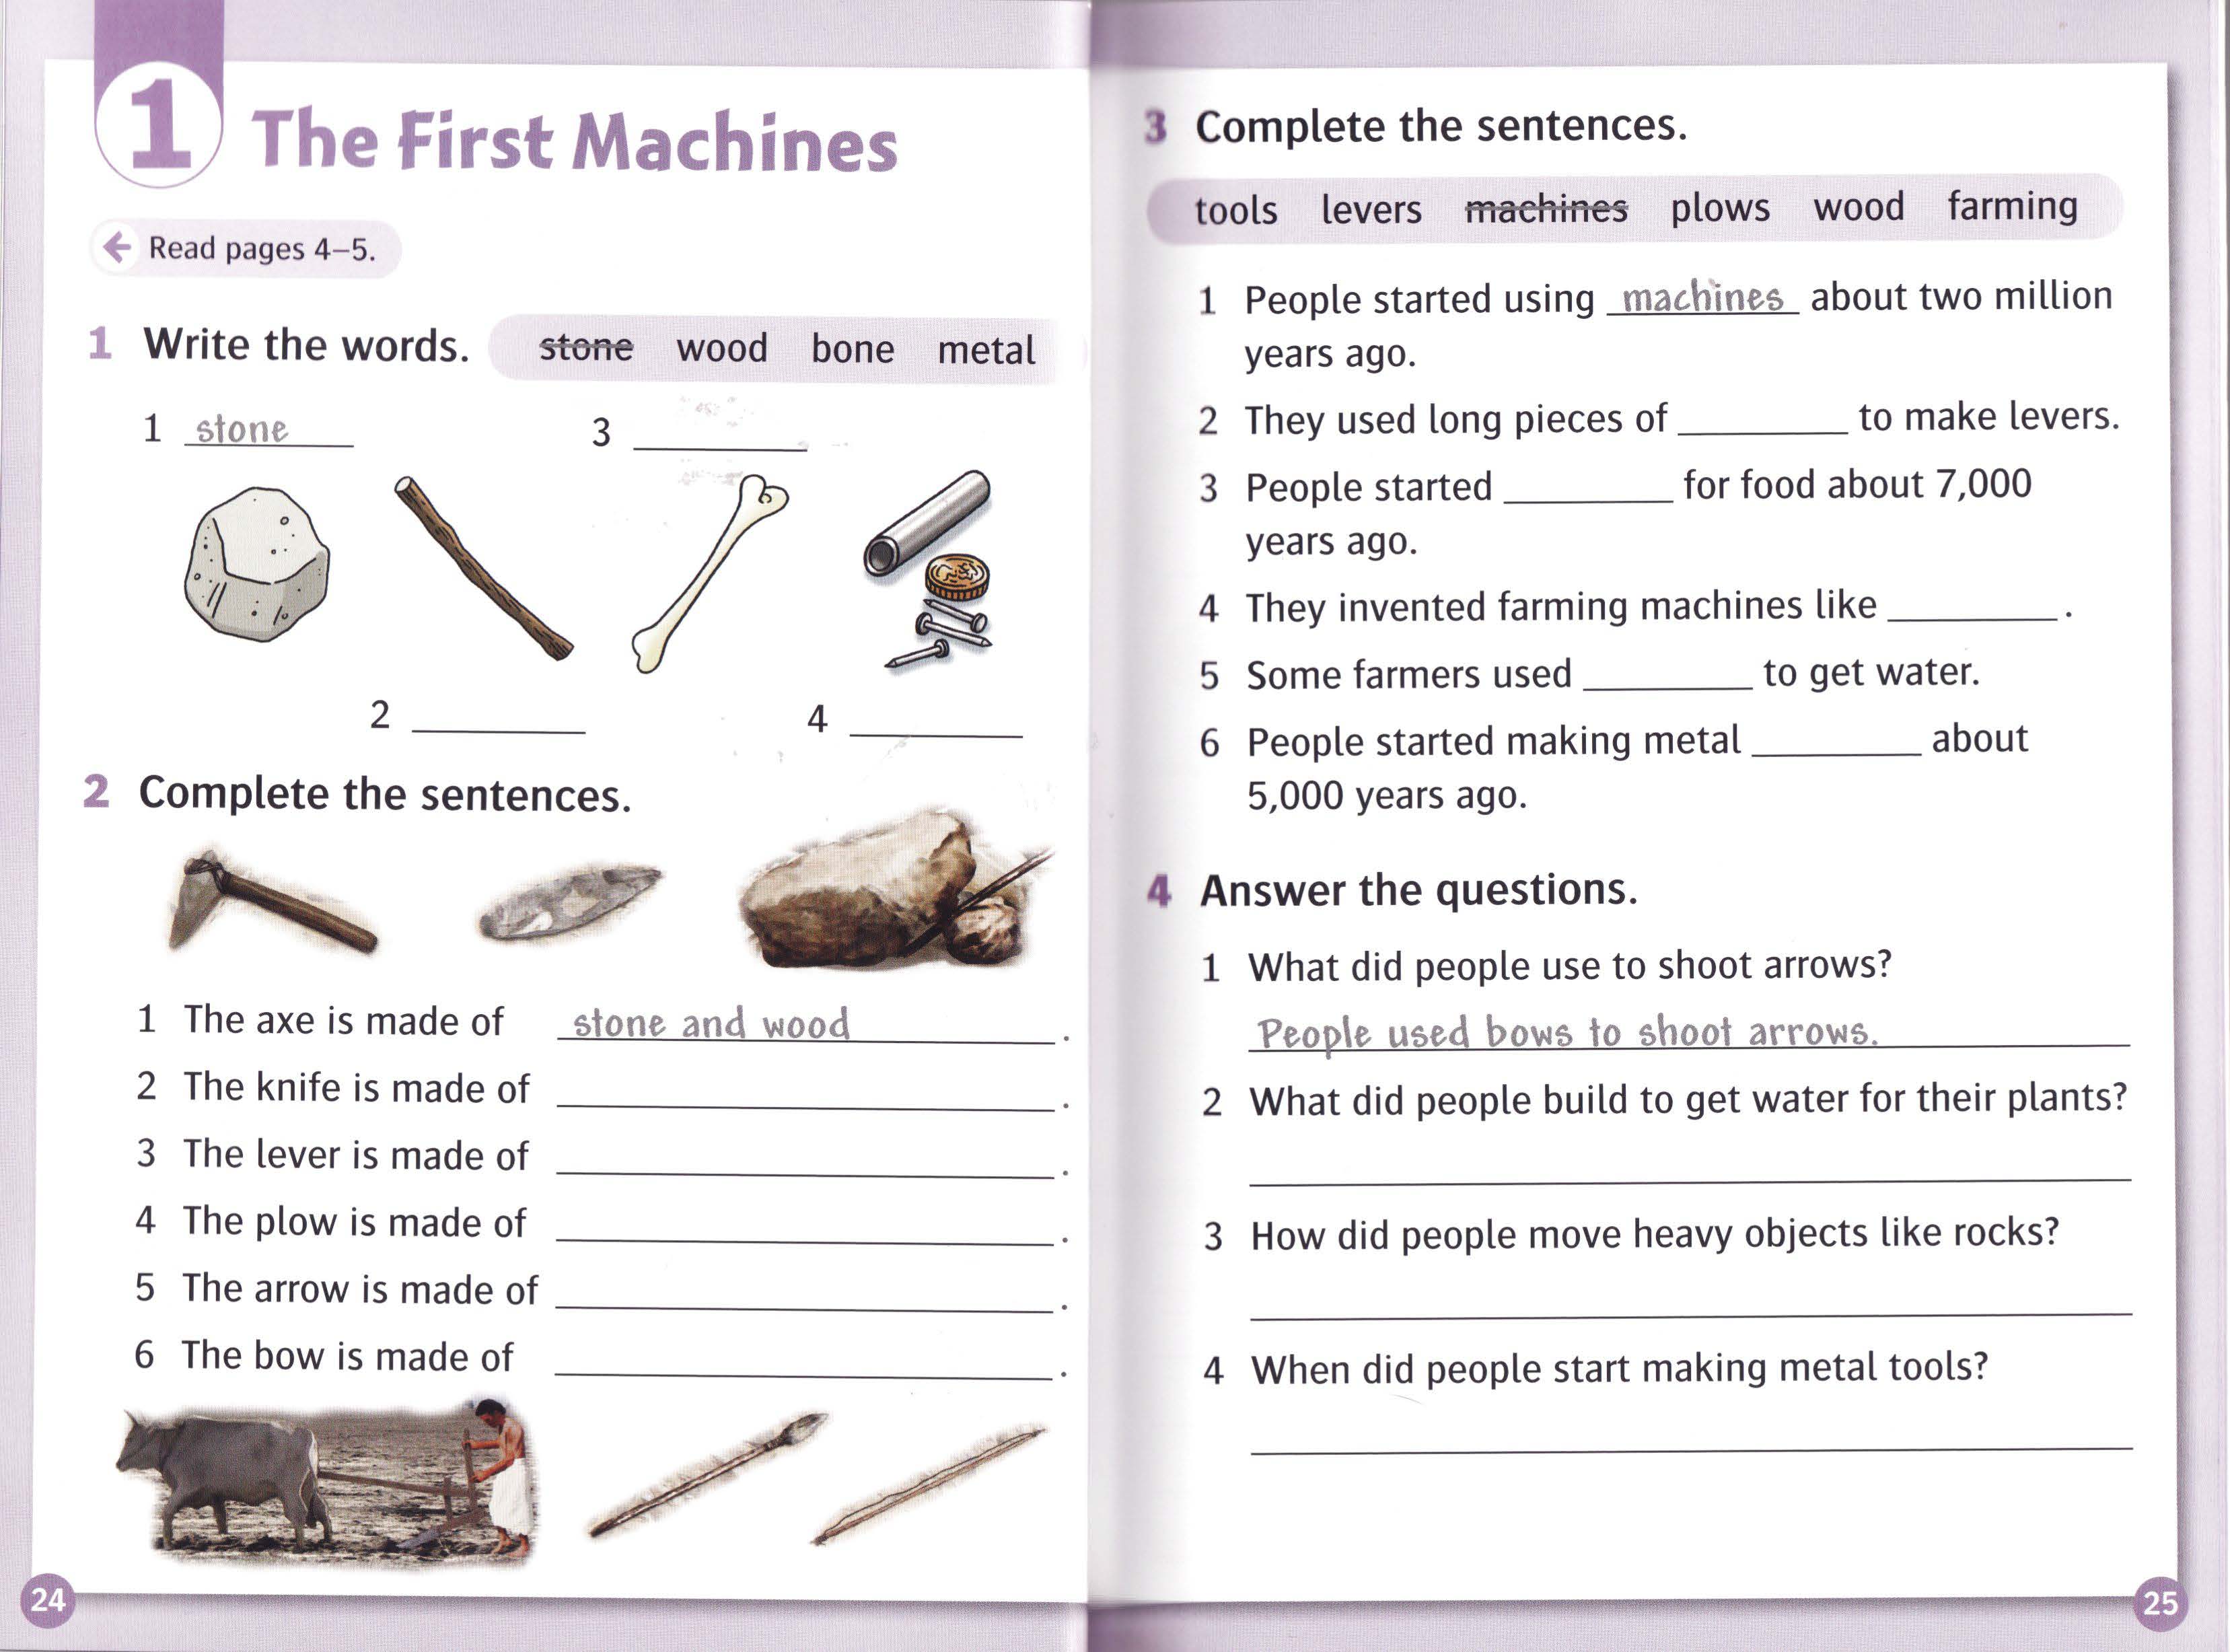 1 The First Machines
← Read pages 4–5.
1 Write the words. stone wood bone metal
1 stone 3 ________
2 ________ 4 ________
2 Complete the sentences.
1 The axe is made of stone and wood.
2 The knife is made of ________.
3 The lever is made of ________.
4 The plow is made of ________.
5 The arrow is made of ________.
6 The bow is made of ________.
24
3 Complete the sentences.
tools levers machines plows wood farming
1 People started using machines about two million
years ago.
2 They used long pieces of ________ to make levers.
3 People started ________ for food about 7,000
years ago.
4 They invented farming machines like ________.
5 Some farmers used ________ to get water.
6 People started making metal ________ about
5,000 years ago.
4 Answer the questions.
1 What did people use to shoot arrows?
People used bows to shoot arrows.
2 What did people build to get water for their plants?
3 How did people move heavy objects like rocks?
4 When did people start making metal tools?
25